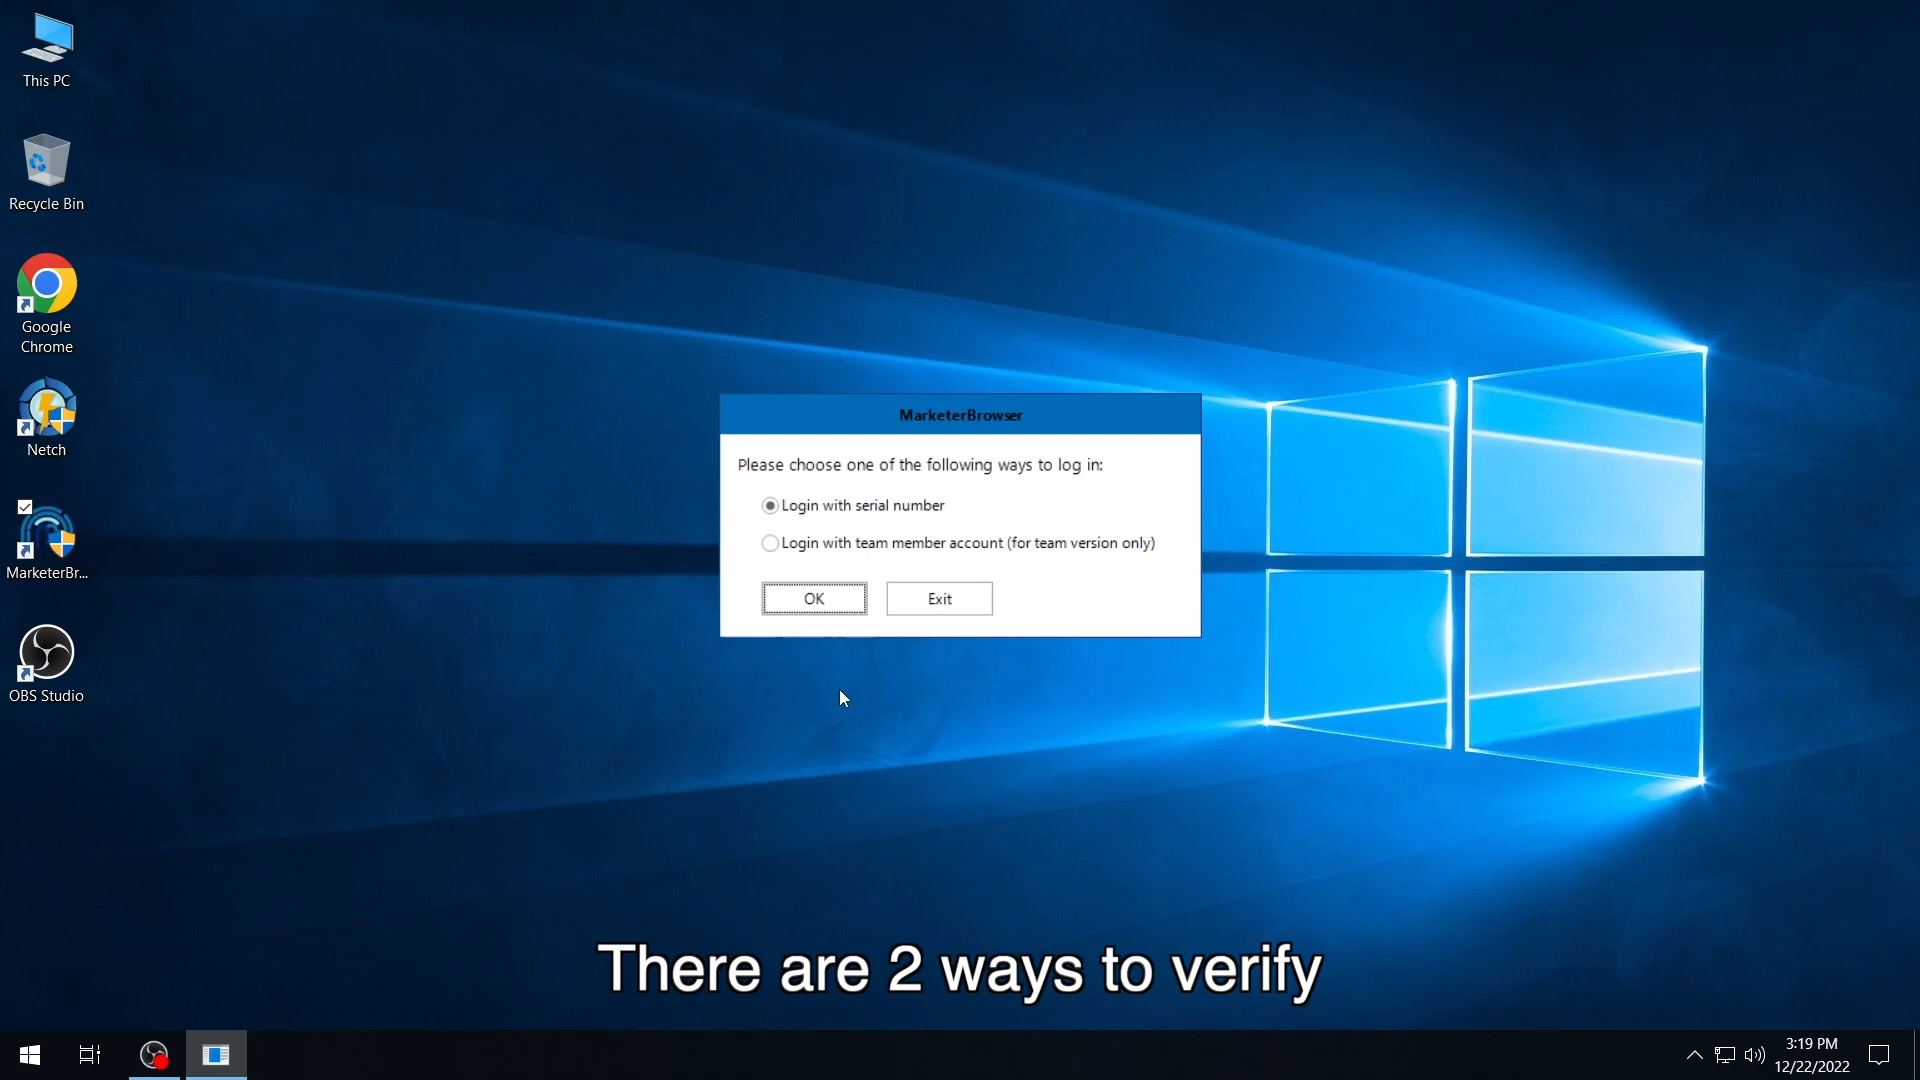 This PC
Recycle Bin
Google
Chrome
Netch
MarketerBr...
OBS Studio
MarketerBrowser
Please choose one of the following ways to log in:
Login with serial number
Login with team member account (for team version only)
OK
Exit
There are 2 ways to verify
3:19 PM
12/22/2022